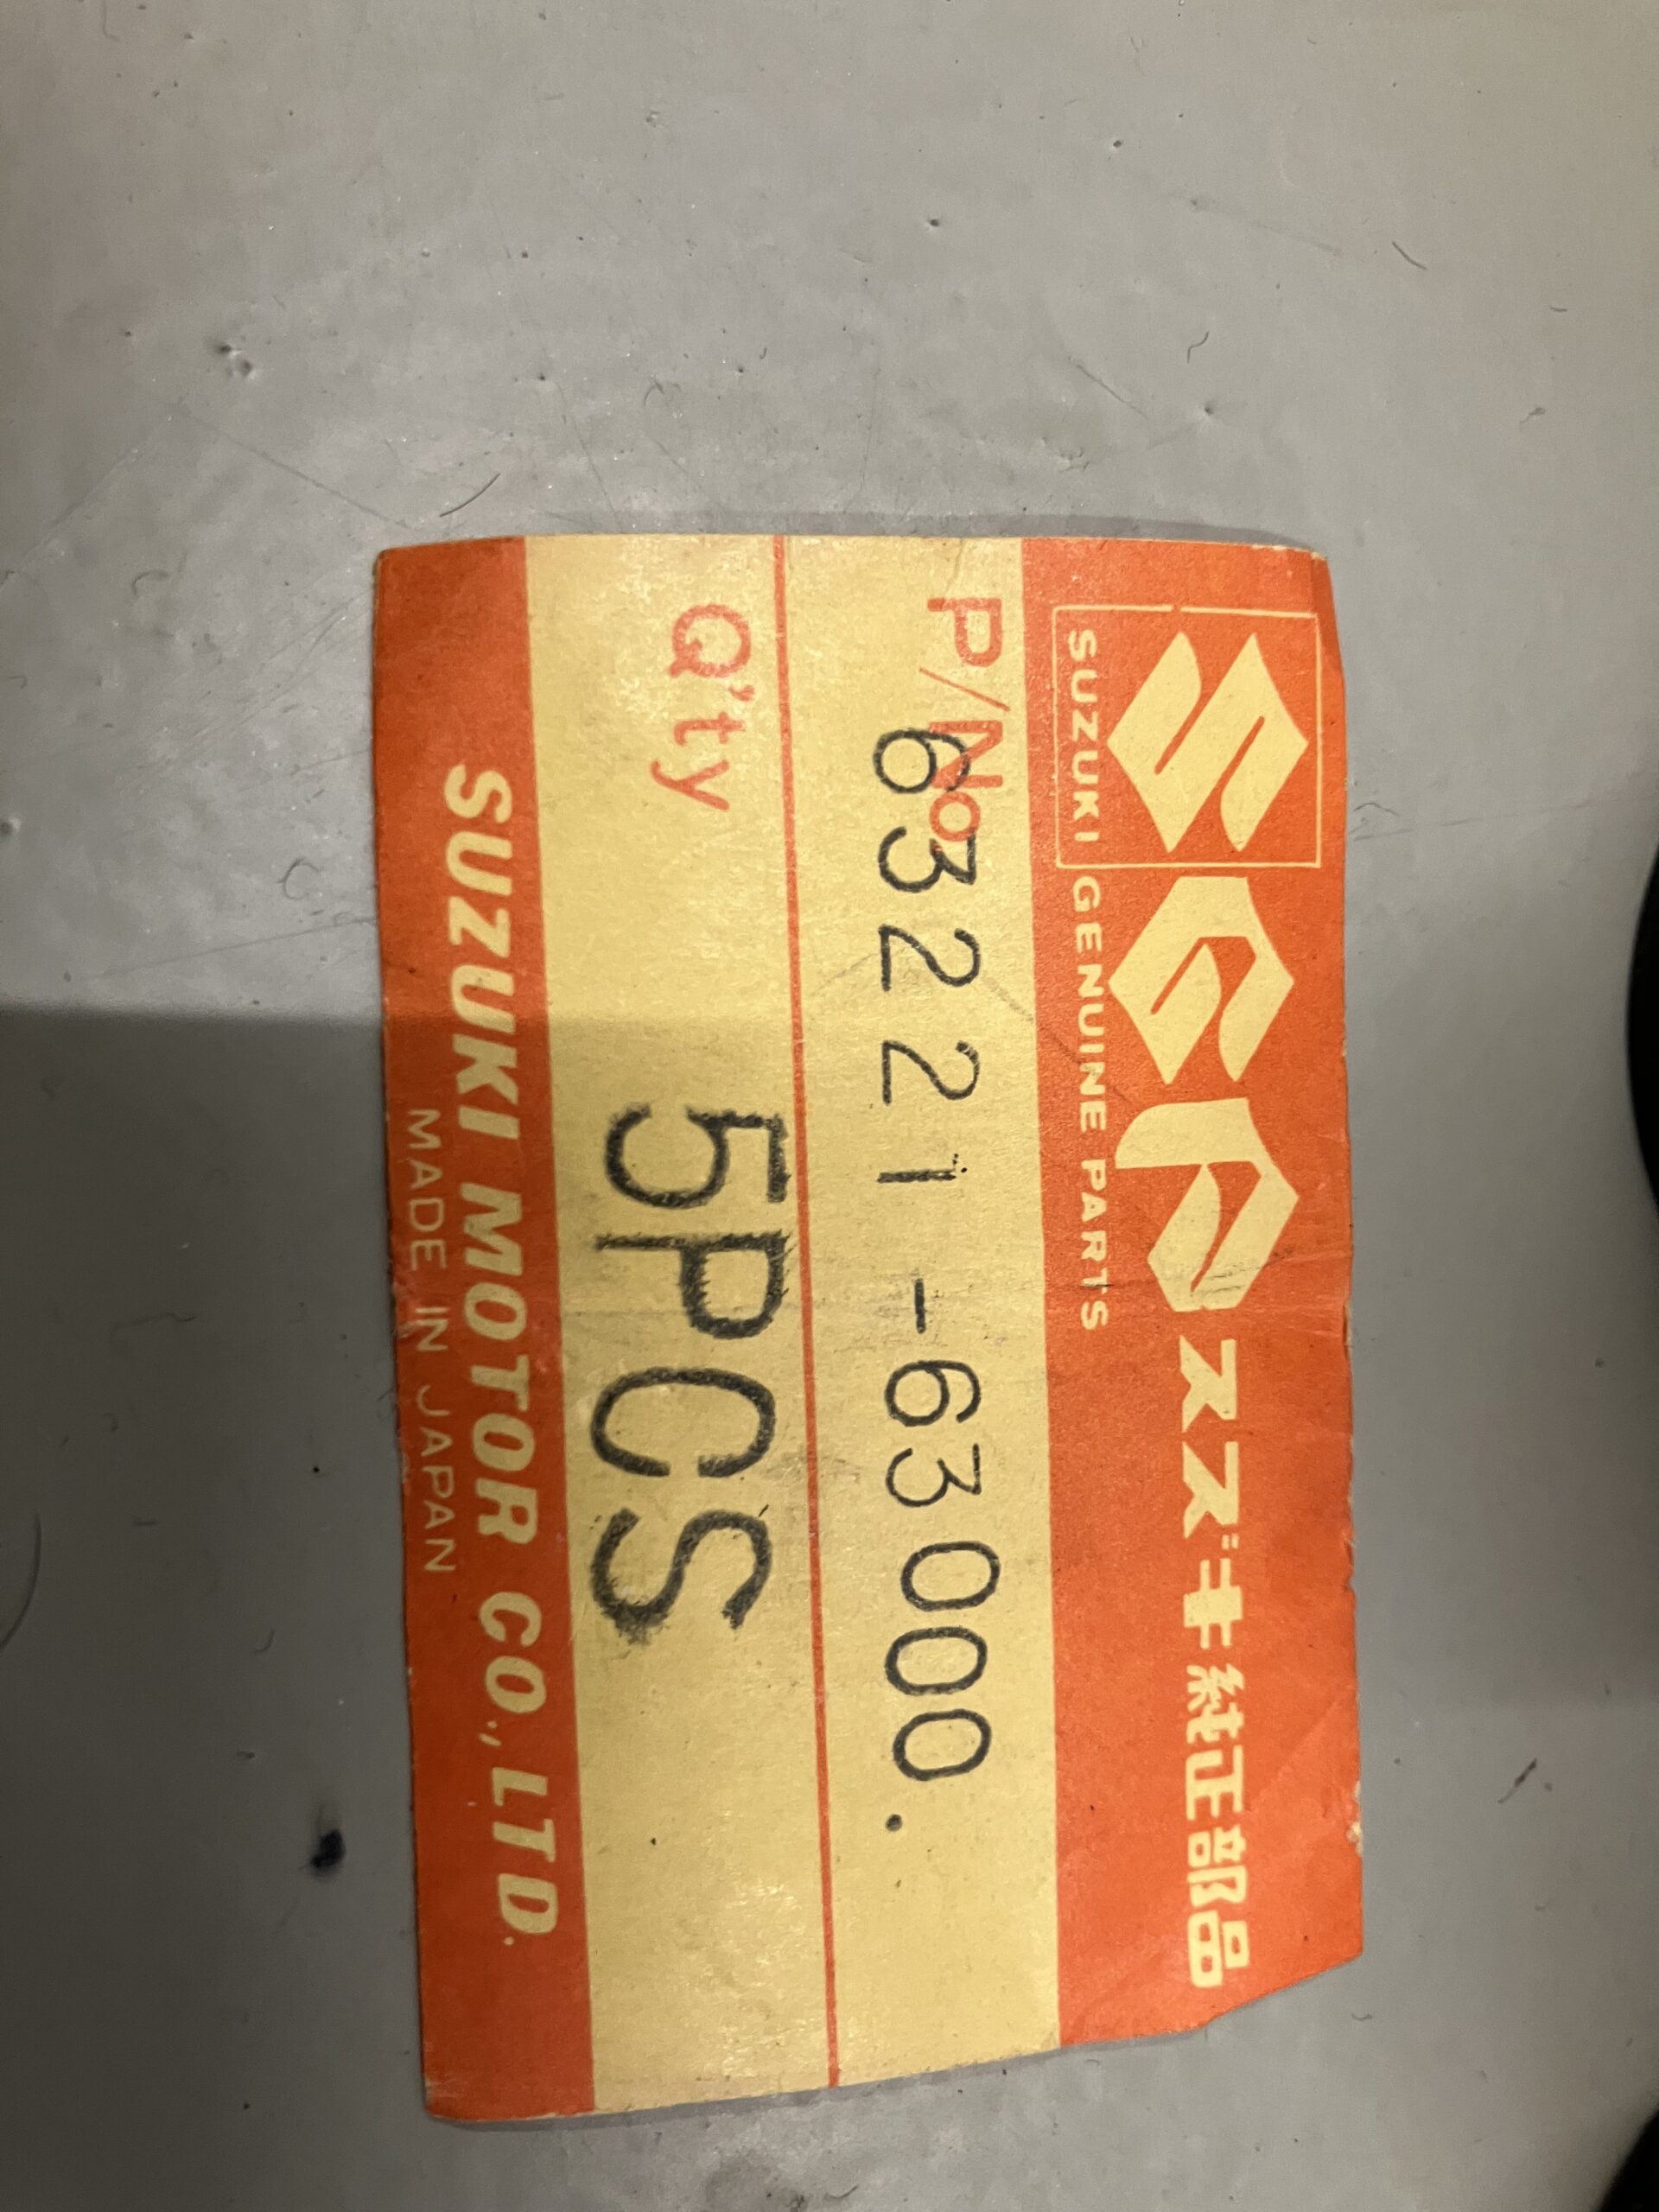 SGP スズキ純正部品
SUZUKI GENUINE PARTS
P/No. 63221-63000.
Q'ty 5PCS
SUZUKI MOTOR CO., LTD.
MADE IN JAPAN